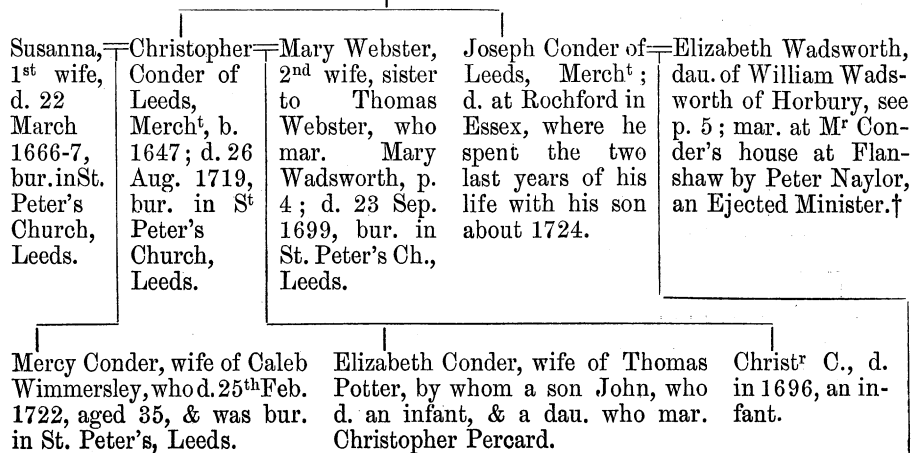 Susanna,
1st wife,
d. 22
March
1666-7,
bur. in St.
Peter's
Church,
Leeds.
Christopher
Conder of
Leeds,
Mercht, b.
1647; d. 26
Aug. 1719,
bur. in St
Peter's
Church,
Leeds.
Mary Webster,
2nd wife, sister
to Thomas
Webster, who
mar. Mary
Wadsworth, p.
4; d. 23 Sep.
1699, bur. in
St. Peter's Ch.,
Leeds.
Joseph Conder of
Leeds, Mercht;
d. at Rochford in
Essex, where he
spent the two
last years of his
life with his son
about 1724.
Elizabeth Wadsworth,
dau. of William Wads-
worth of Horbury, see
p. 5; mar. at Mr Con-
der's house at Flan-
shaw by Peter Naylor,
an Ejected Minister.†
Mercy Conder, wife of Caleb
Wimmersley, who d. 25th Feb.
1722, aged 35, & was bur.
in St. Peter's, Leeds.
Elizabeth Conder, wife of Thomas
Potter, by whom a son John, who
d. an infant, & a dau. who mar.
Christopher Percard.
Christr C., d.
in 1696, an in-
fant.